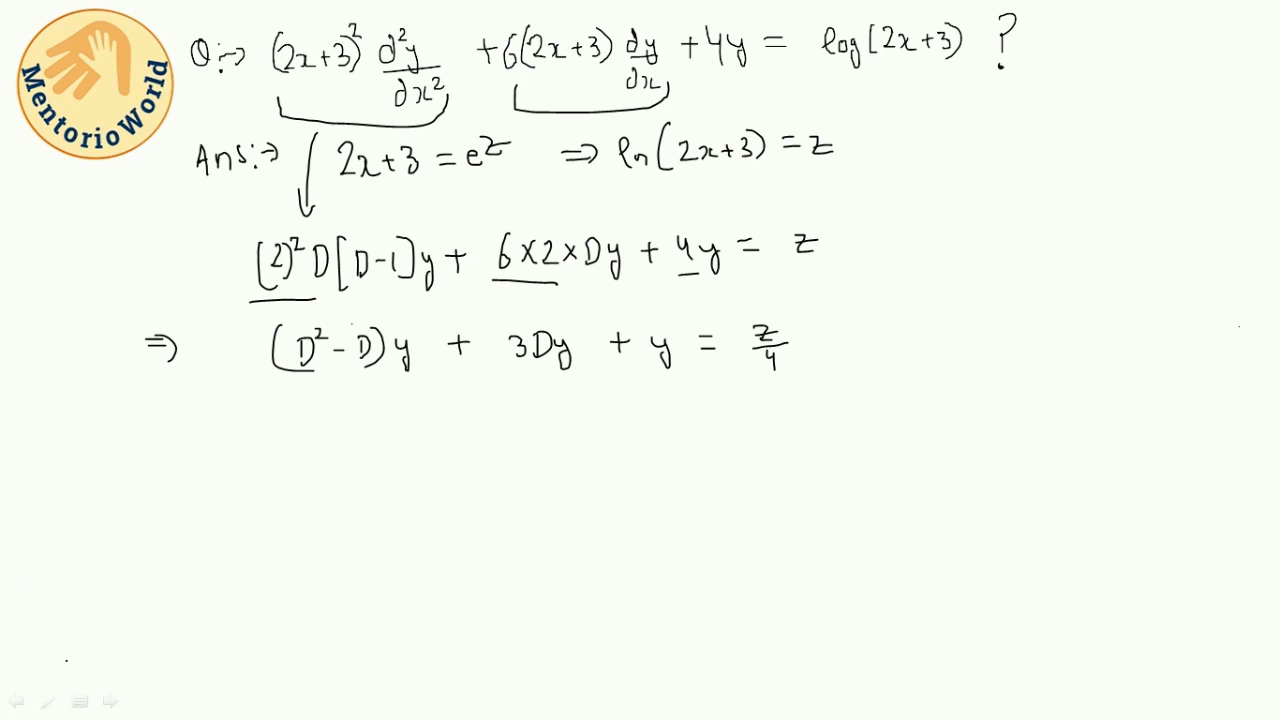 MentorioWorld
Q:→ (2x+3)² d²y/dx² +6(2x+3) dy/dx +4y = log[2x+3) ?
Ans:→ 2x+3 = e^z ⇒ ln(2x+3) = z
(2)² D[D-1]y + 6×2×Dy + 4y = z
⇒ (D² - D)y + 3Dy + y = z/4